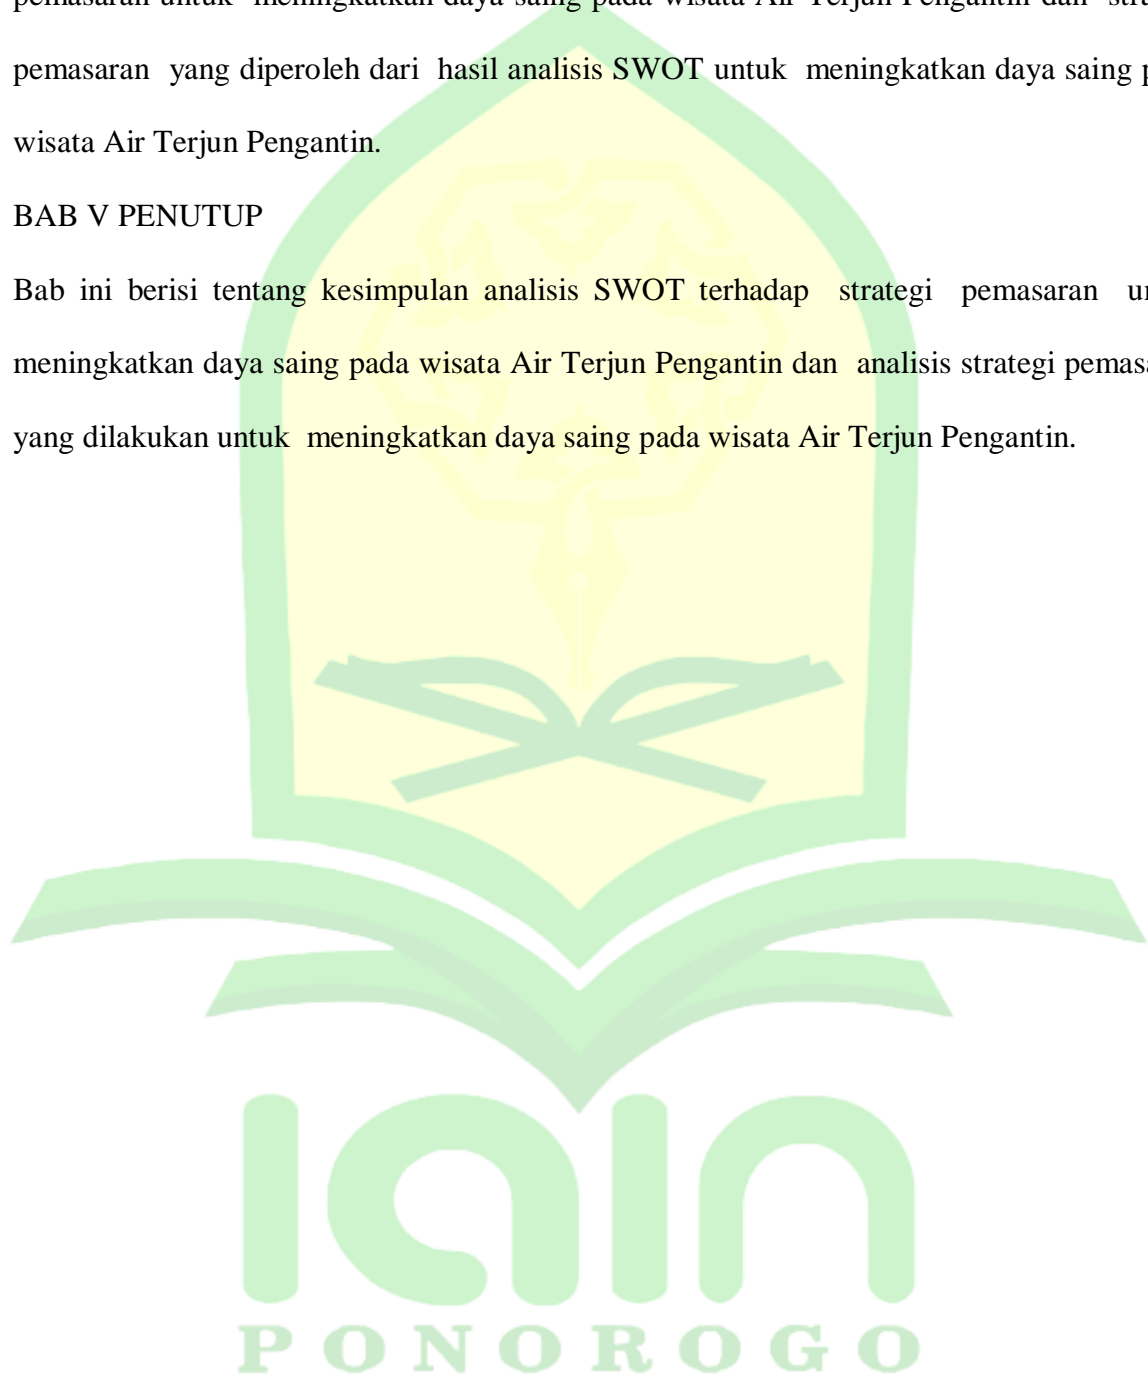 pemasaran untuk meningkatkan daya saing pada wisata Air Terjun Pengantin dan
pemasaran yang diperoleh dari hasil analisis SWOT untuk meningkatkan daya saing
wisata Air Terjun Pengantin.
BAB V PENUTUP
Bab ini berisi tentang kesimpulan analisis SWOT terhadap strategi pemasaran
meningkatkan daya saing pada wisata Air Terjun Pengantin dan analisis strategi
yang dilakukan untuk meningkatkan daya saing pada wisata Air Terjun Pengantin.
iain
PONOROGO